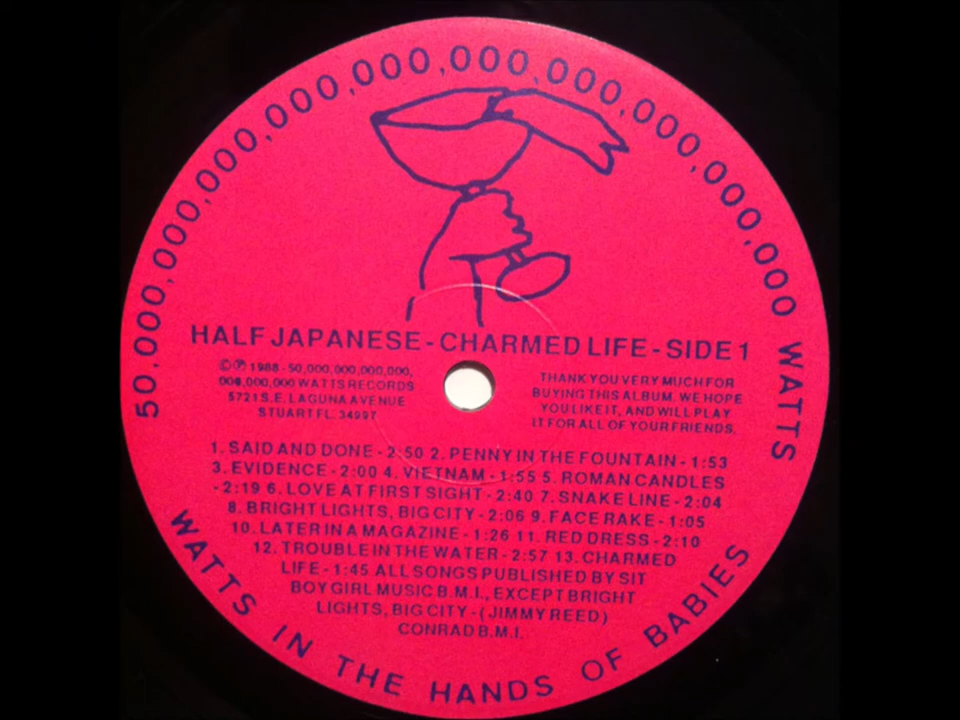 50,000,000,000,000,000,000,000,000,000,000 WATTS
HALF JAPANESE - CHARMED LIFE - SIDE 1
©℗ 1988 - 50,000,000,000,000,
000,000,000 WATTS RECORDS
5721 S.E. LAGUNA AVENUE
STUART FL. 34997
THANK YOU VERY MUCH FOR
BUYING THIS ALBUM. WE HOPE
YOU LIKE IT, AND WILL PLAY
IT FOR ALL OF YOUR FRIENDS.
1. SAID AND DONE - 2:50 2. PENNY IN THE FOUNTAIN - 1:53
3. EVIDENCE - 2:00 4. VIETNAM - 1:55 5. ROMAN CANDLES
- 2:19 6. LOVE AT FIRST SIGHT - 2:40 7. SNAKE LINE - 2:04
8. BRIGHT LIGHTS, BIG CITY - 2:06 9. FACE RAKE - 1:05
10. LATER IN A MAGAZINE - 1:26 11. RED DRESS - 2:10
12. TROUBLE IN THE WATER - 2:57 13. CHARMED
LIFE - 1:45 ALL SONGS PUBLISHED BY SIT
BOY GIRL MUSIC B.M.I., EXCEPT BRIGHT
LIGHTS, BIG CITY - (JIMMY REED)
CONRAD B.M.I.
WATTS IN THE HANDS OF BABIES